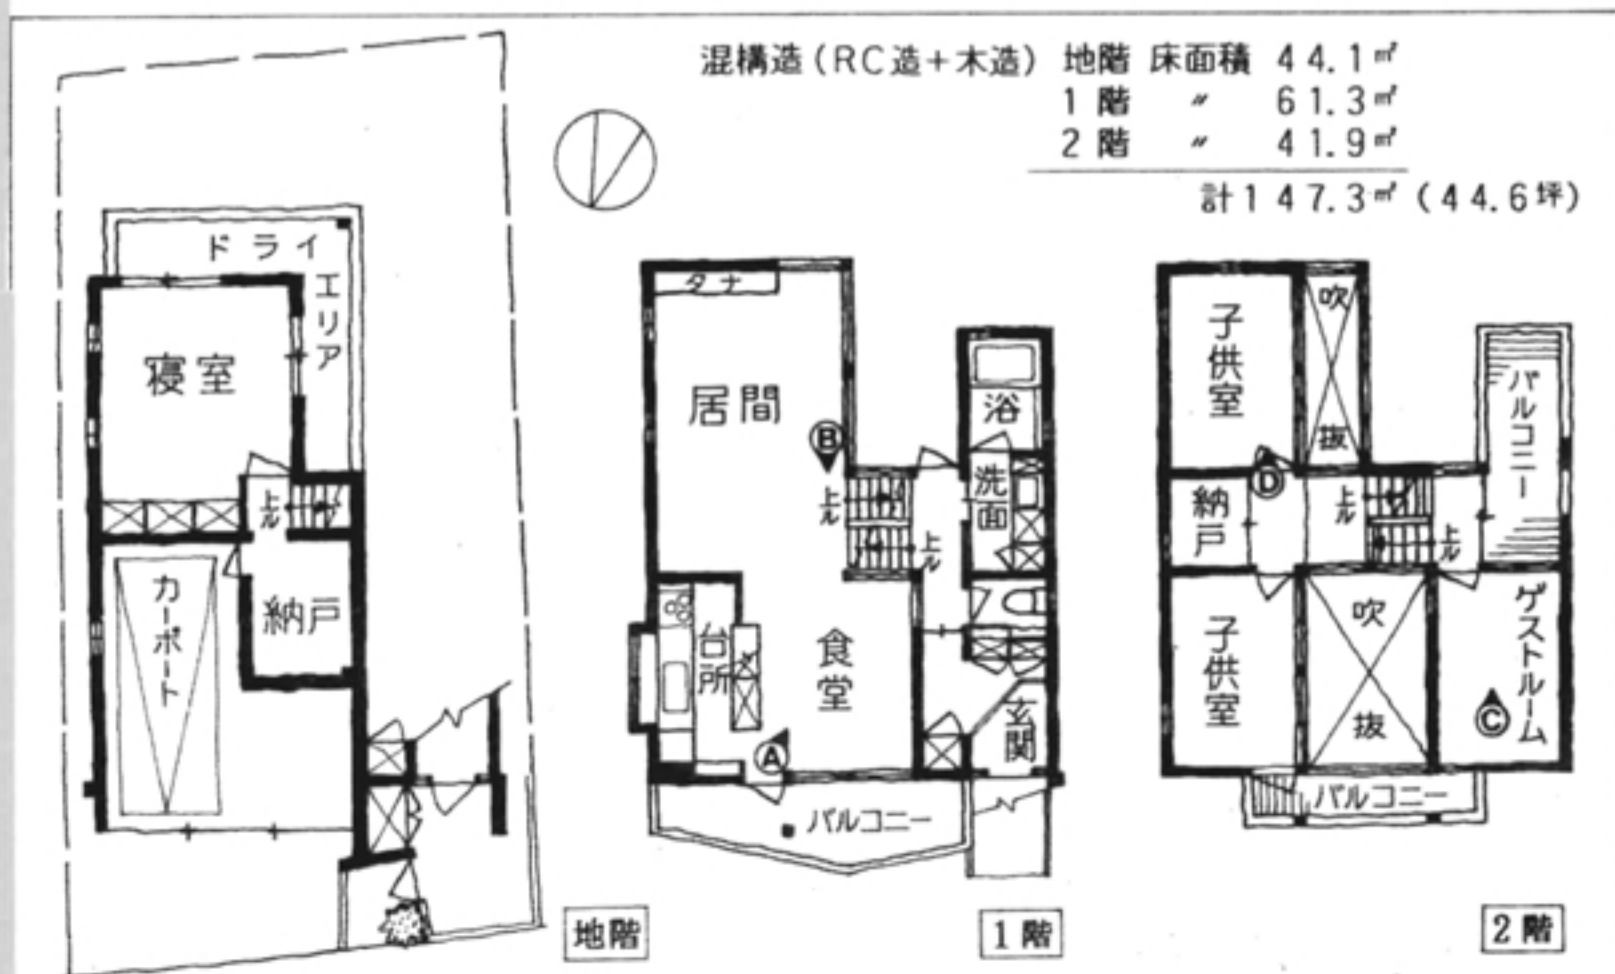 混構造(RC造+木造) 地階 床面積 44.1㎡
1階 〃 61.3㎡
2階 〃 41.9㎡
計147.3㎡(44.6坪)
ドライ
エリア
寝室
上ル
カーポート
納戸
地階
タナ
居間
B
浴
洗面
上ル
上ル
台所
食堂
A
玄関
バルコニー
1階
子供室
吹抜
バルコニー
D
納戸
上ル
上ル
子供室
吹抜
ゲストルーム
C
バルコニー
2階